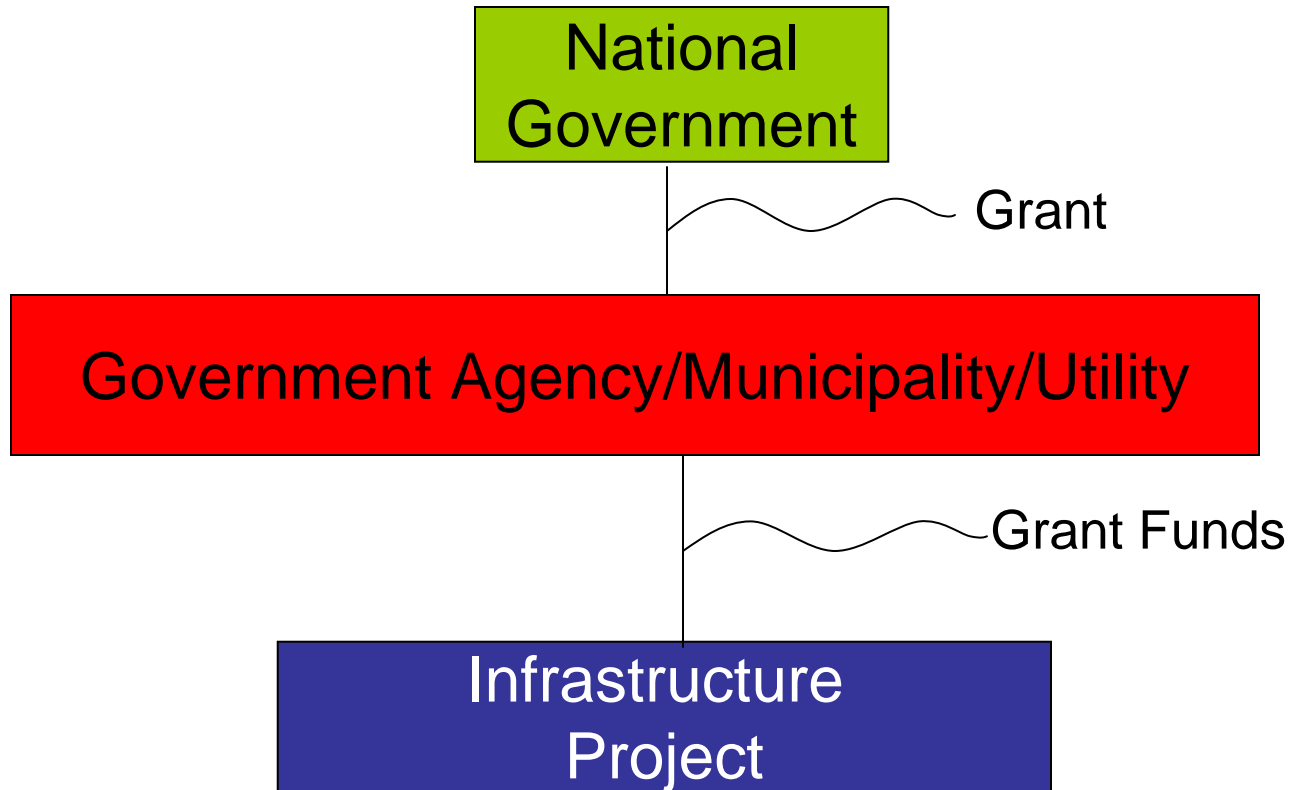 National
Government
Grant
Government Agency/Municipality/Utility
Grant Funds
Infrastructure
Project